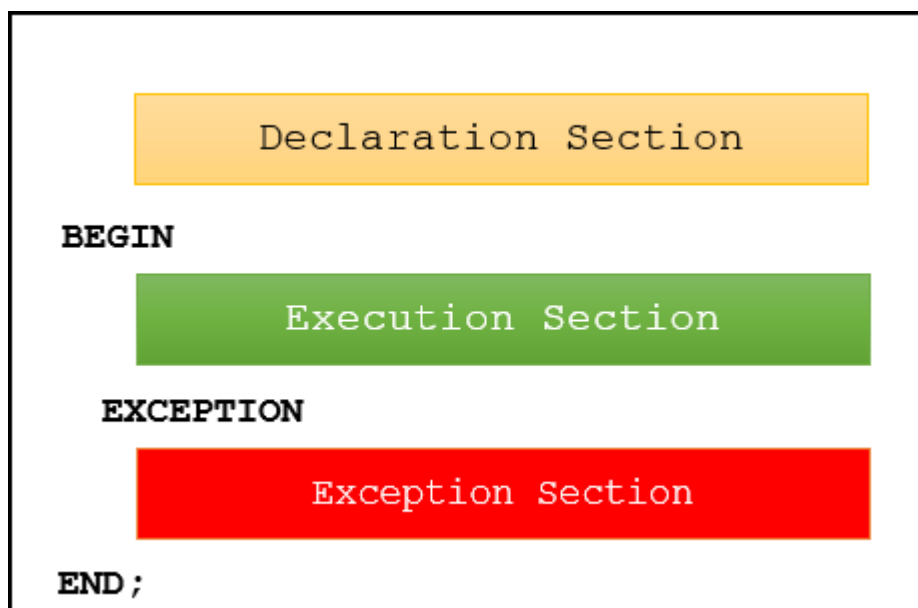 Declaration Section
BEGIN
Execution Section
EXCEPTION
Exception Section
END;